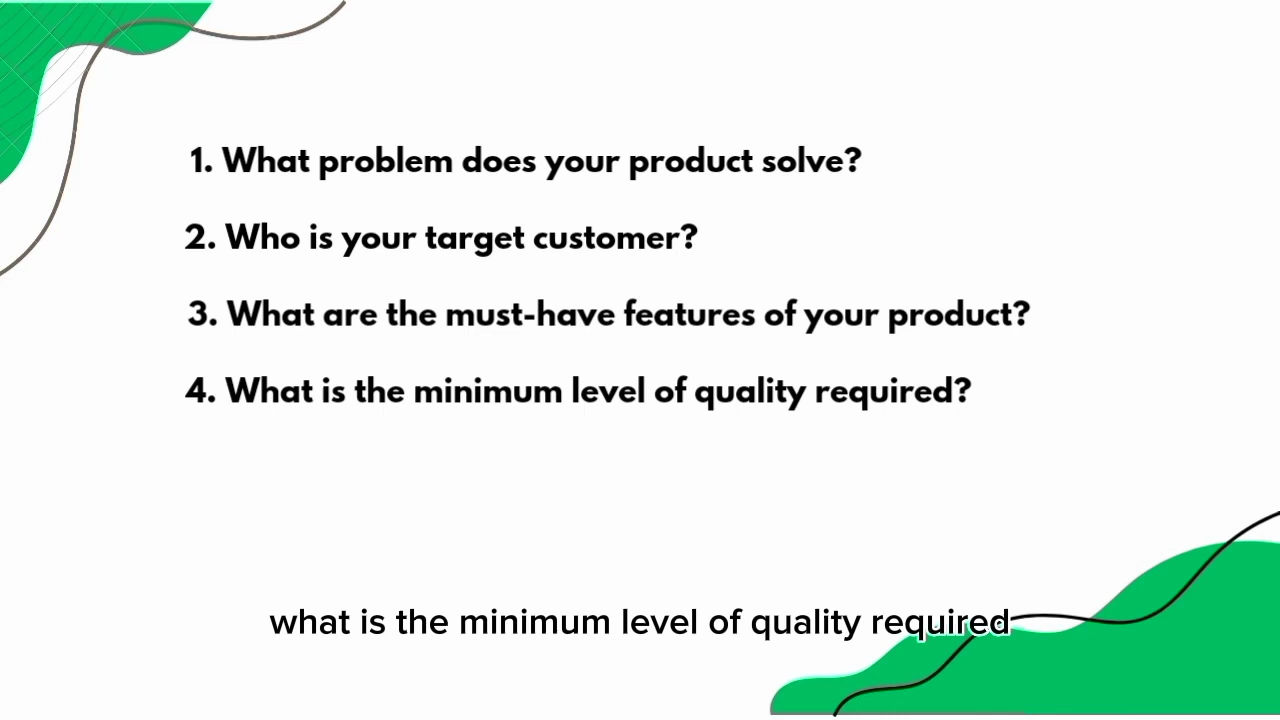 1. What problem does your product solve?
2. Who is your target customer?
3. What are the must-have features of your product?
4. What is the minimum level of quality required?
what is the minimum level of quality required